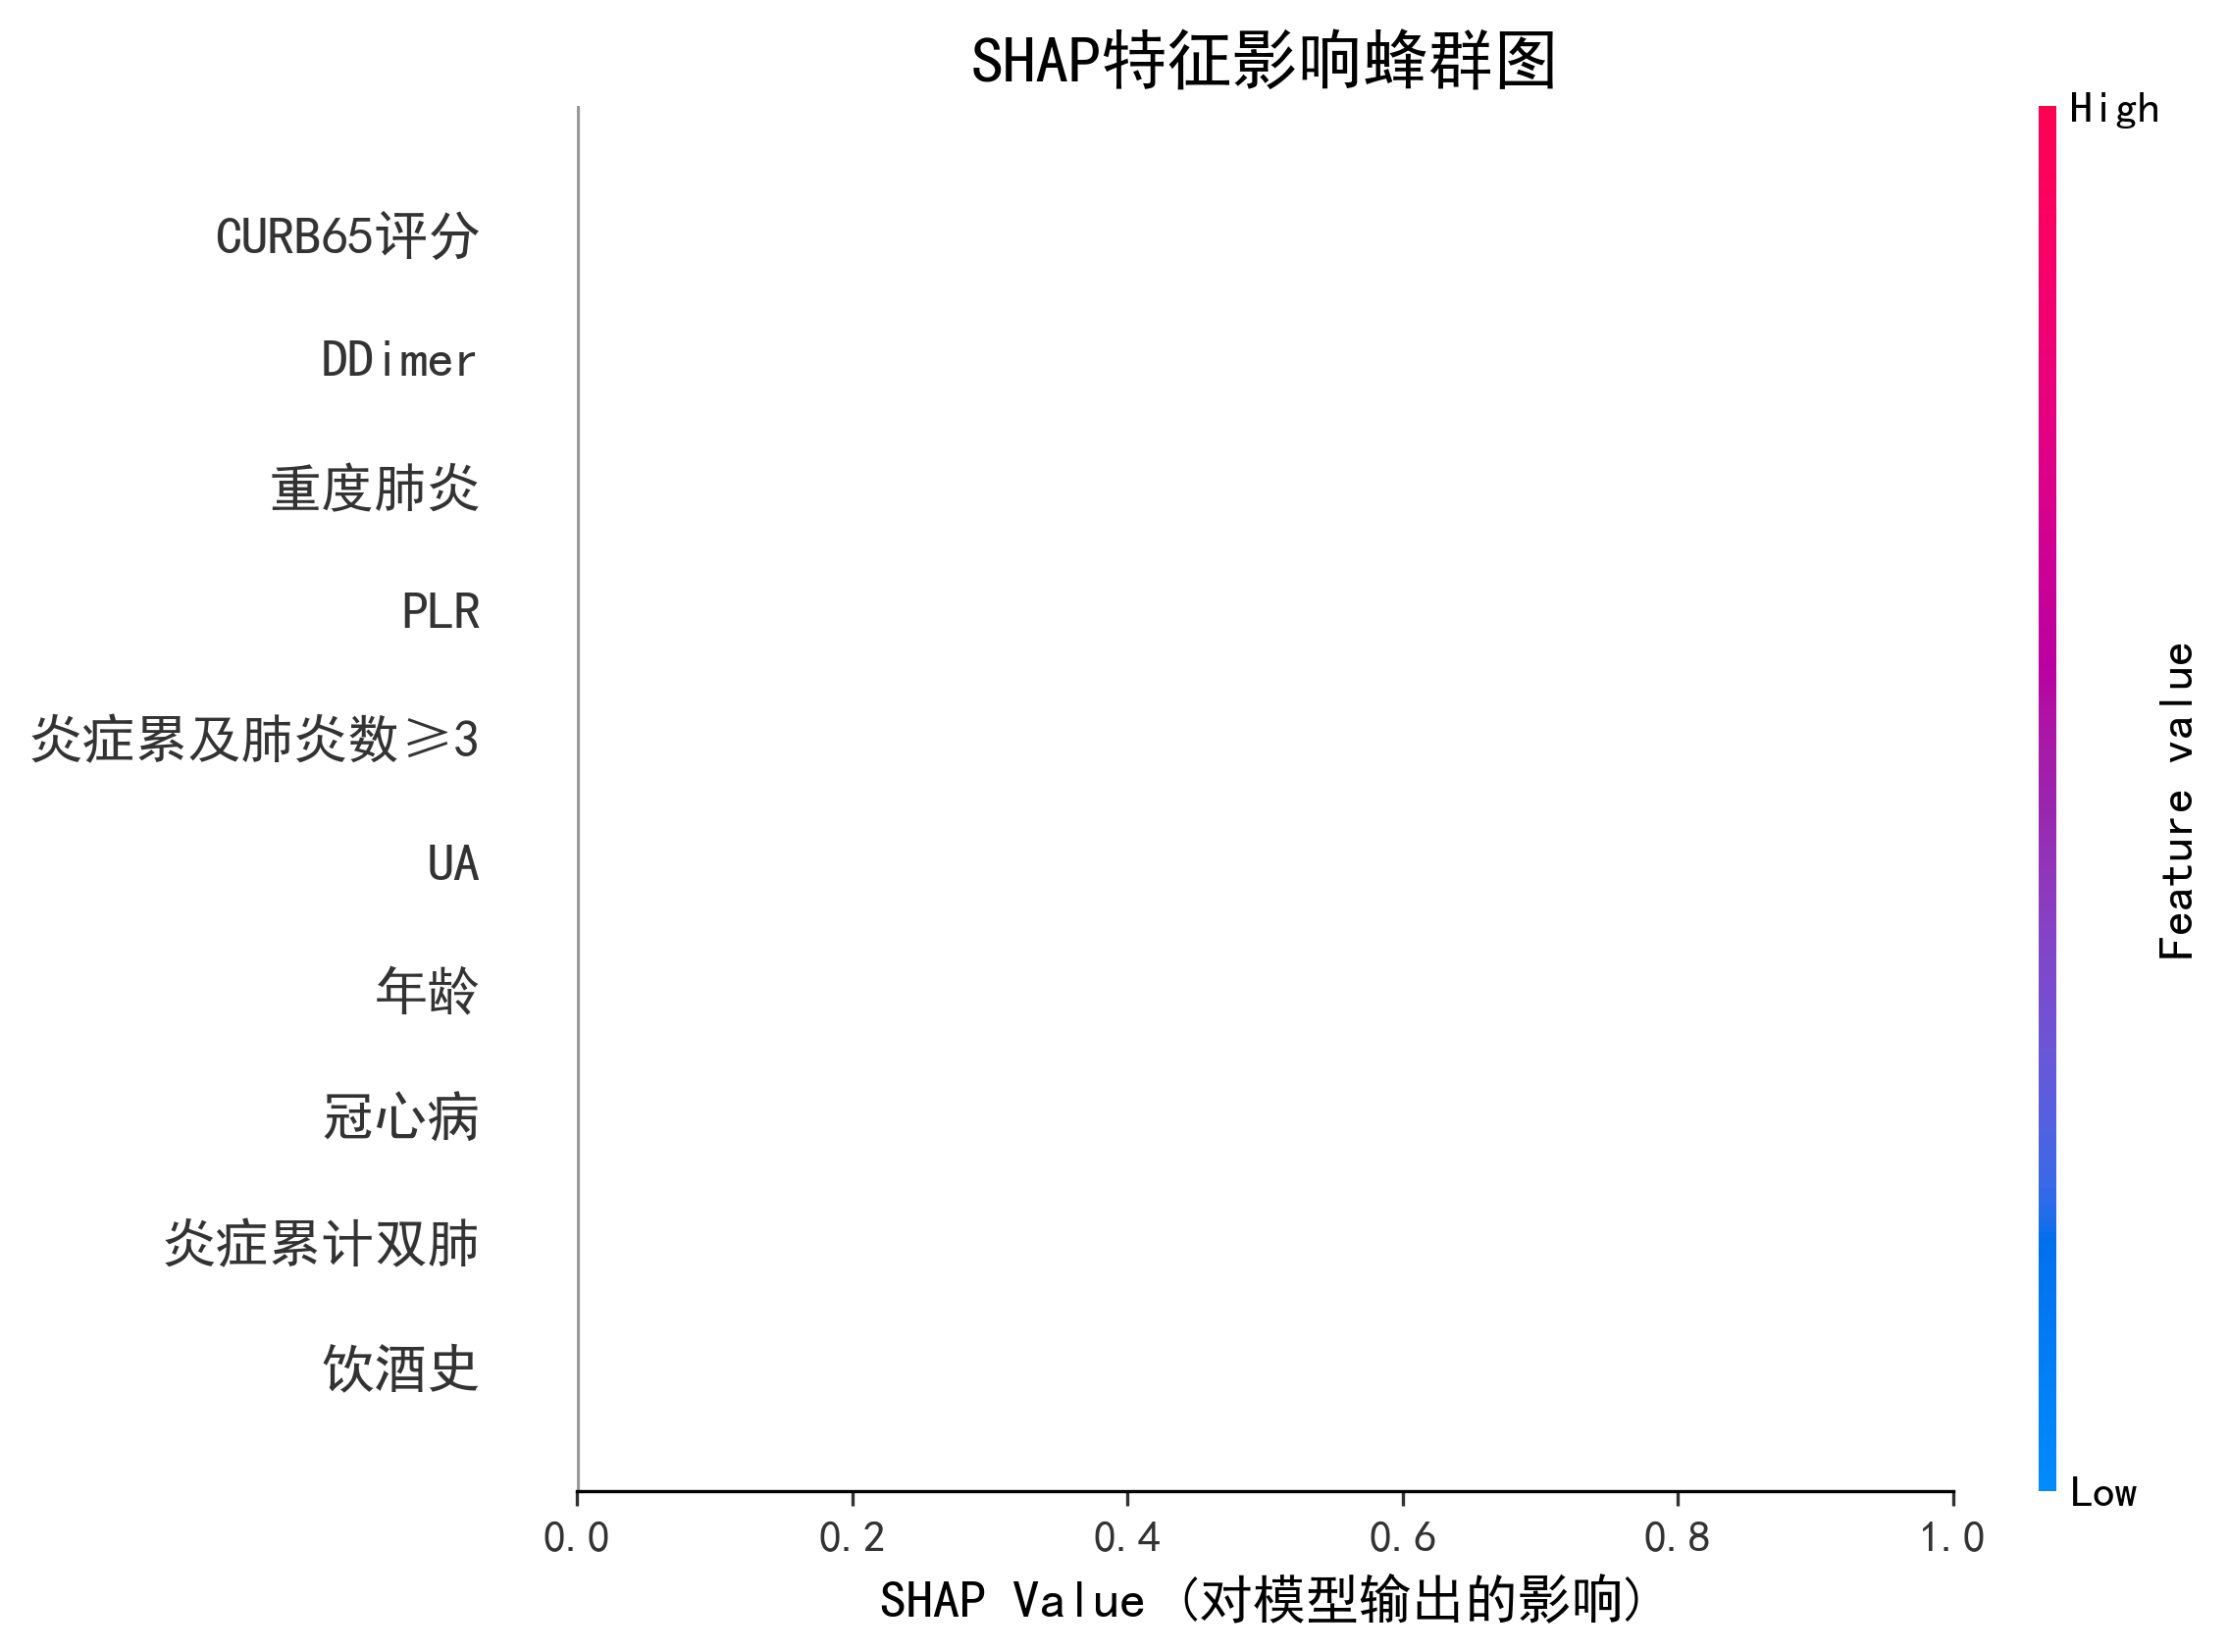 SHAP特征影响蜂群图
High
CURB65评分
DDimer
重度肺炎
PLR
炎症累及肺炎数≥3
UA
年龄
冠心病
炎症累计双肺
饮酒史
Feature value
Low
0.0 0.2 0.4 0.6 0.8 1.0
SHAP Value (对模型输出的影响)